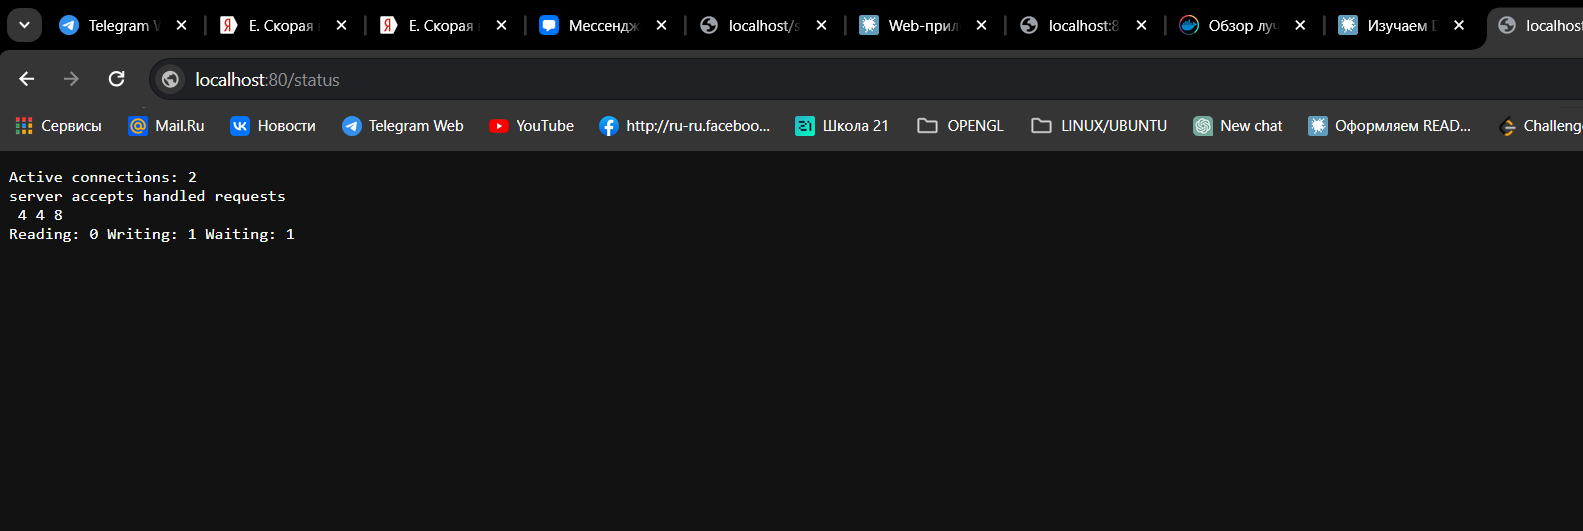 Telegram W Е. Скорая Е. Скорая Мессендж localhost/s Web-прил localhost:8 Обзор луч Изучаем D localhost
localhost:80/status
Сервисы Mail.Ru Новости Telegram Web YouTube http://ru-ru.faceboo... Школа 21 OPENGL LINUX/UBUNTU New chat Оформляем READ... Challeng
Active connections: 2
server accepts handled requests
4 4 8
Reading: 0 Writing: 1 Waiting: 1